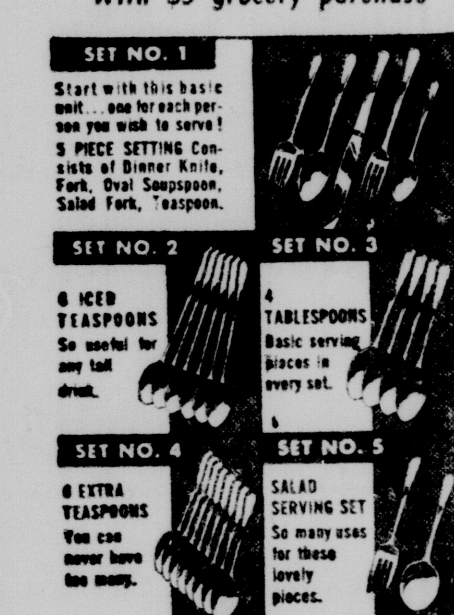 with $5 grocery purchase
SET NO. 1
Start with this basic
unit...one for each per-
son you wish to serve!
5 PIECE SETTING Con-
sists of Dinner Knife,
Fork, Oval Soupspoon,
Salad Fork, Teaspoon.
SET NO. 2
6 ICED
TEASPOONS
So useful for
any tall
drink.
SET NO. 3
4
TABLESPOONS
Basic serving
pieces in
every set.
SET NO. 4
8 EXTRA
TEASPOONS
You can
never have
too many.
SET NO. 5
SALAD
SERVING SET
So many uses
for these
lovely
pieces.